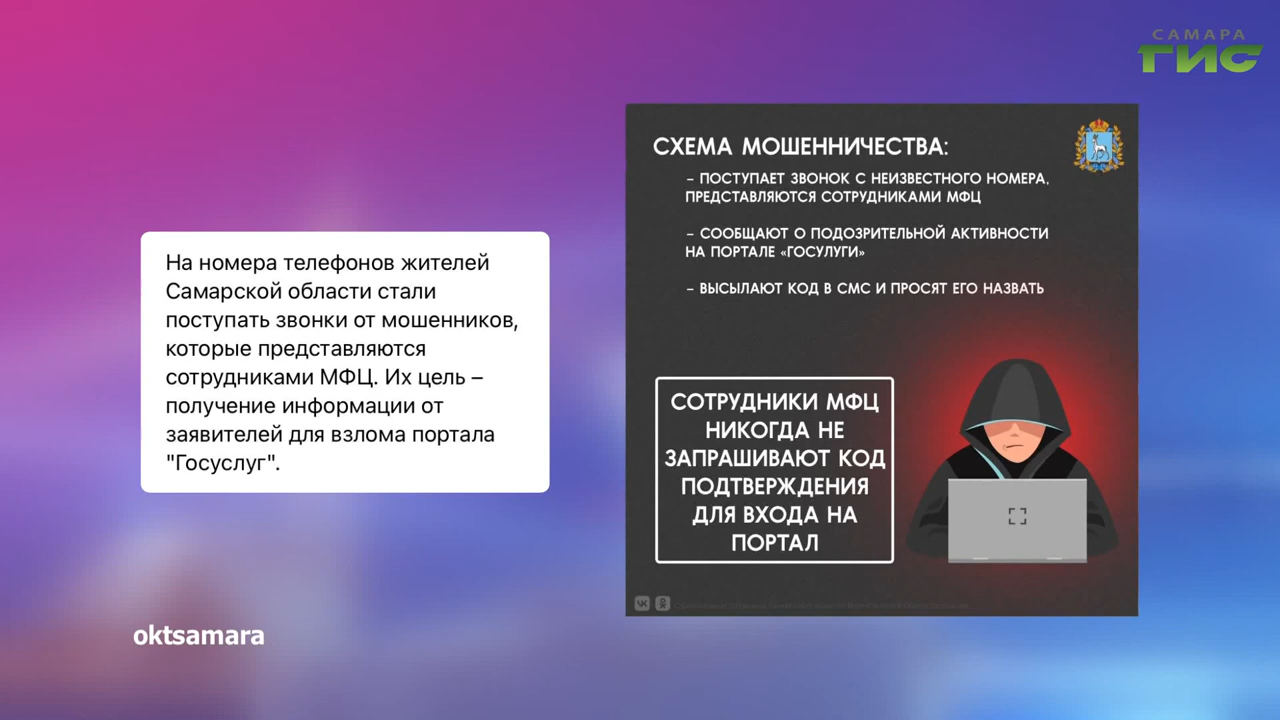 САМАРА
ГИС
На номера телефонов жителей
Самарской области стали
поступать звонки от мошенников,
которые представляются
сотрудниками МФЦ. Их цель –
получение информации от
заявителей для взлома портала
"Госуслуг".
oktsamara
СХЕМА МОШЕННИЧЕСТВА:
– ПОСТУПАЕТ ЗВОНОК С НЕИЗВЕСТНОГО НОМЕРА,
ПРЕДСТАВЛЯЮТСЯ СОТРУДНИКАМИ МФЦ
– СООБЩАЮТ О ПОДОЗРИТЕЛЬНОЙ АКТИВНОСТИ
НА ПОРТАЛЕ «ГОСУЛУГИ»
– ВЫСЫЛАЮТ КОД В СМС И ПРОСЯТ ЕГО НАЗВАТЬ
СОТРУДНИКИ МФЦ
НИКОГДА НЕ
ЗАПРАШИВАЮТ КОД
ПОДТВЕРЖДЕНИЯ
ДЛЯ ВХОДА НА
ПОРТАЛ